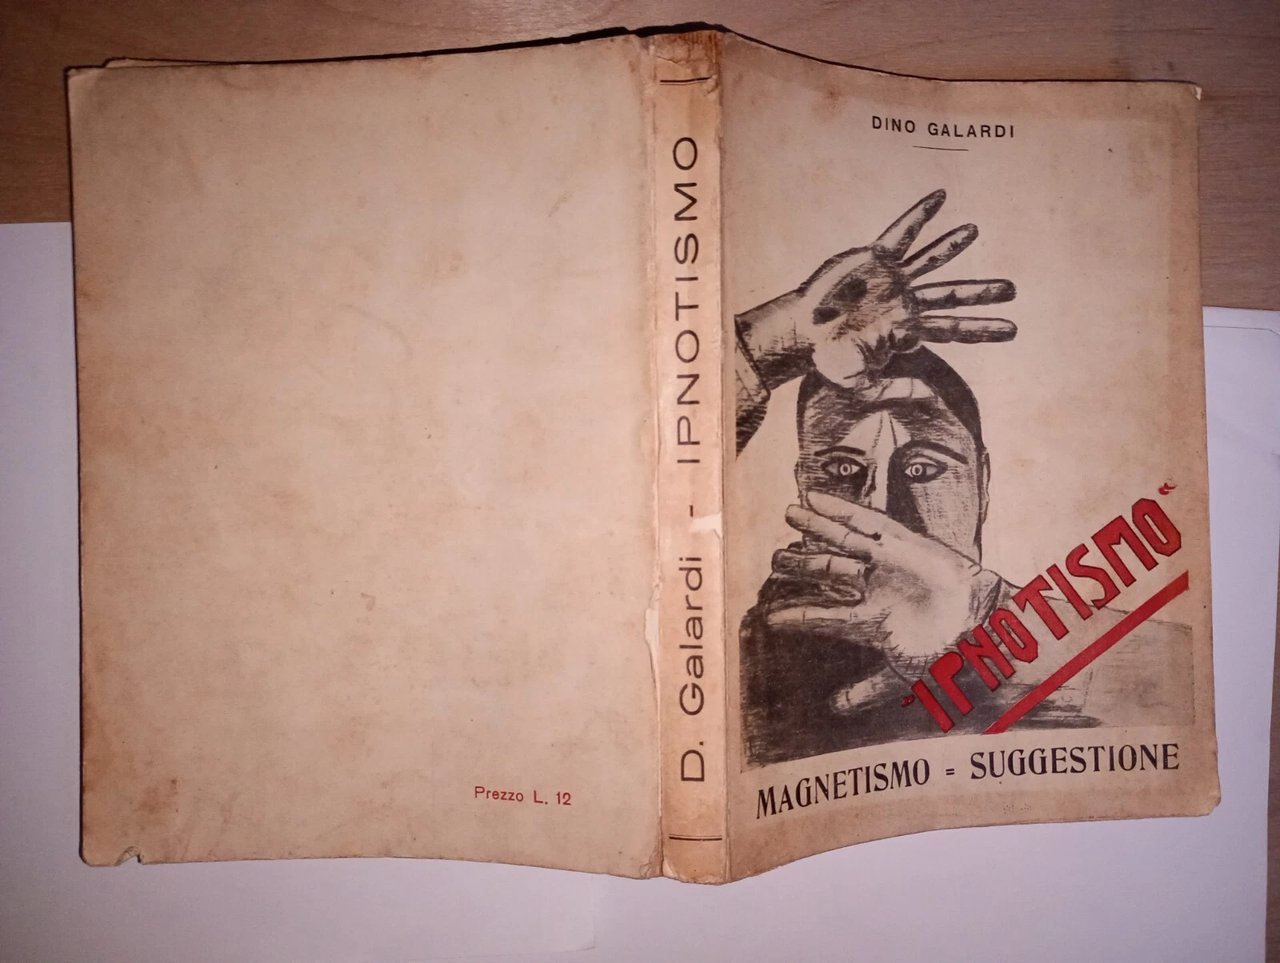 DINO GALARDI
"IPNOTISMO"
MAGNETISMO = SUGGESTIONE
D. Galardi - IPNOTISMO
Prezzo L. 12